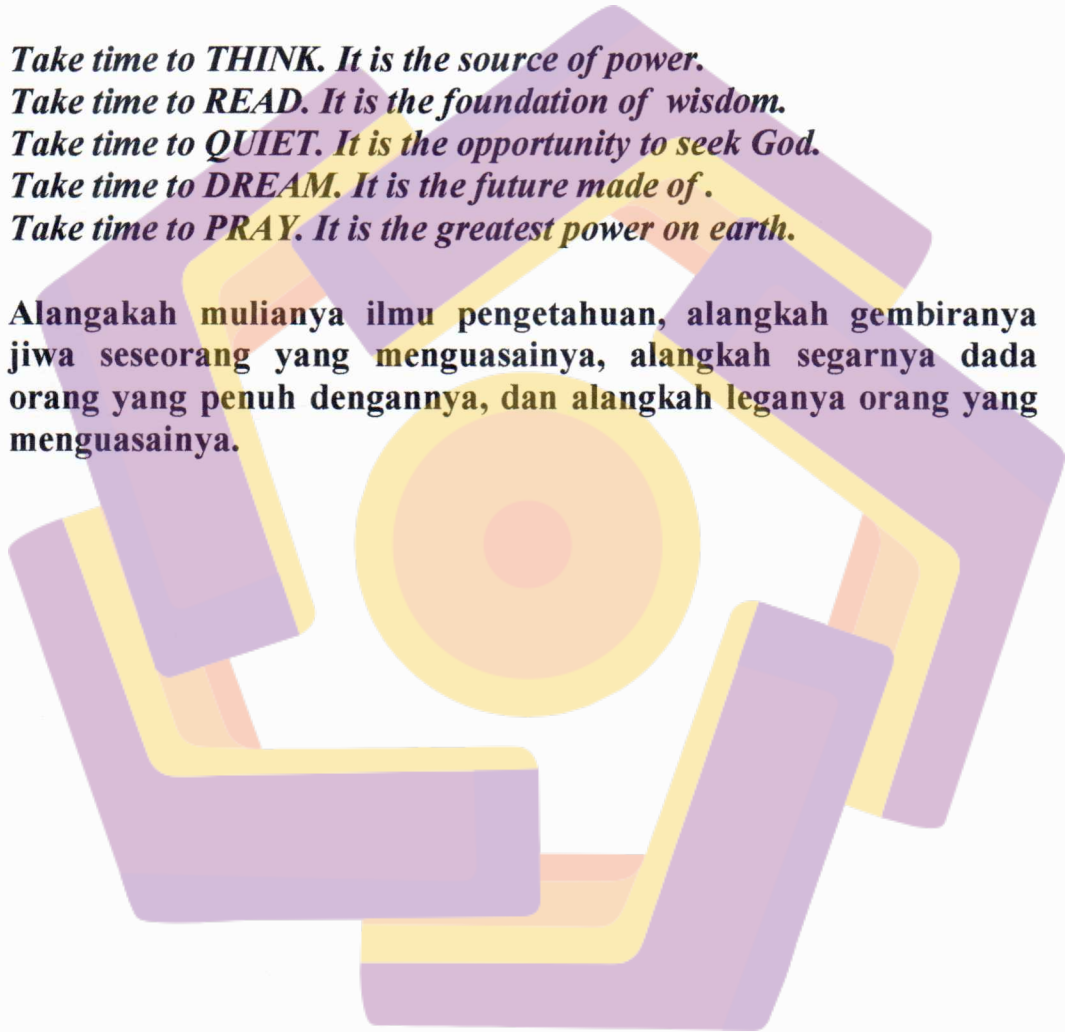 Take time to THINK. It is the source of power.
Take time to READ. It is the foundation of wisdom.
Take time to QUIET. It is the opportunity to seek God.
Take time to DREAM. It is the future made of .
Take time to PRAY. It is the greatest power on earth.
Alangakah mulianya ilmu pengetahuan, alangkah gembiranya
jiwa seseorang yang menguasainya, alangkah segarnya dada
orang yang penuh dengannya, dan alangkah leganya orang yang
menguasainya.